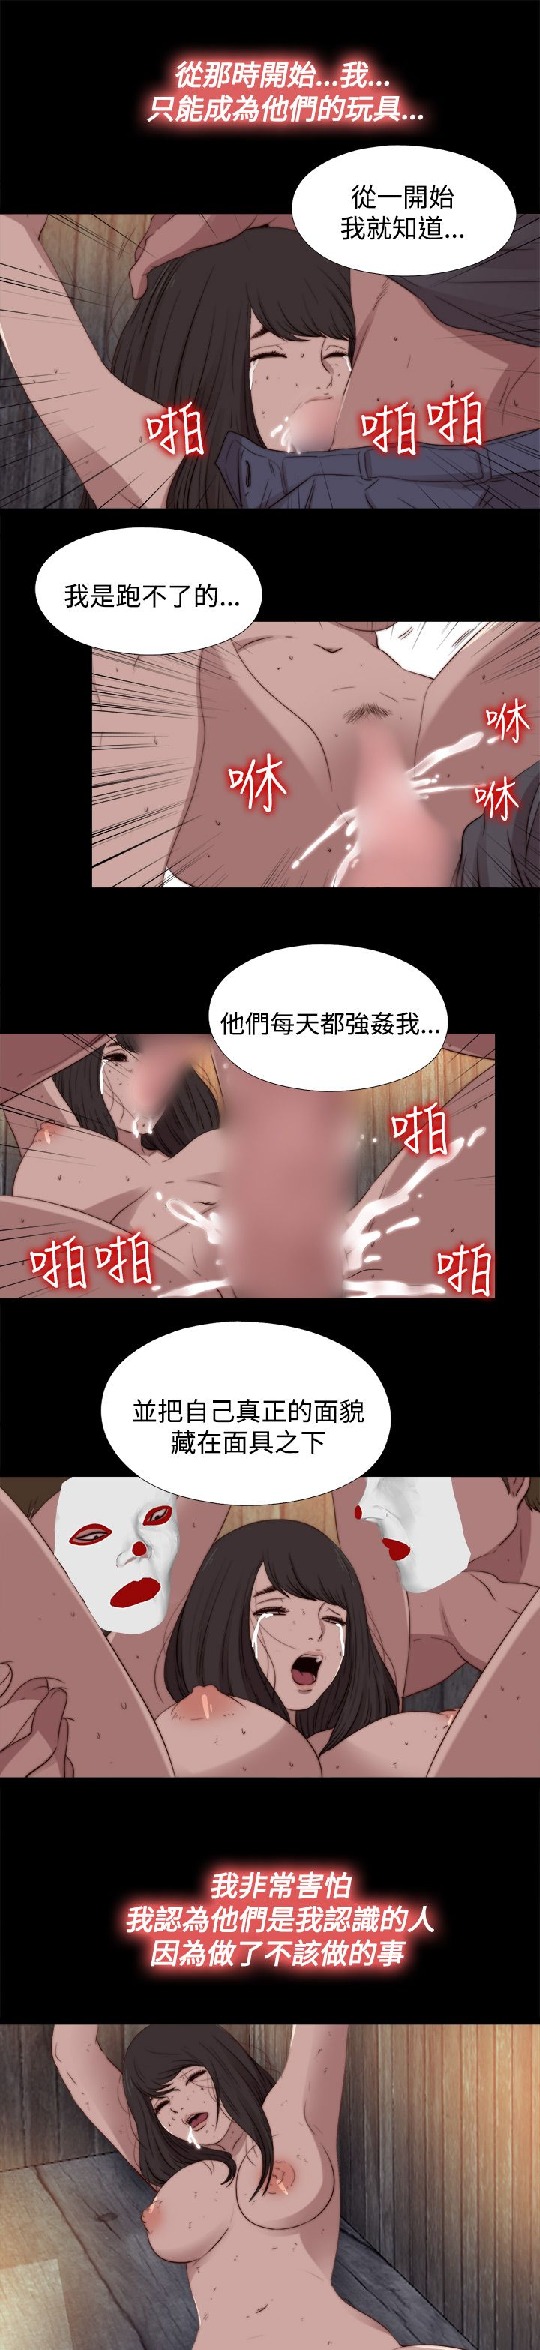 從那時開始...我...
只能成為他們的玩具...
從一開始
我就知道...
啪
啪啪
我是跑不了的...
咻
咻
咻
他們每天都強姦我...
啪
啪啪
啪
並把自己真正的面貌
藏在面具之下
我非常害怕
我認為他們是我認識的人
因為做了不該做的事